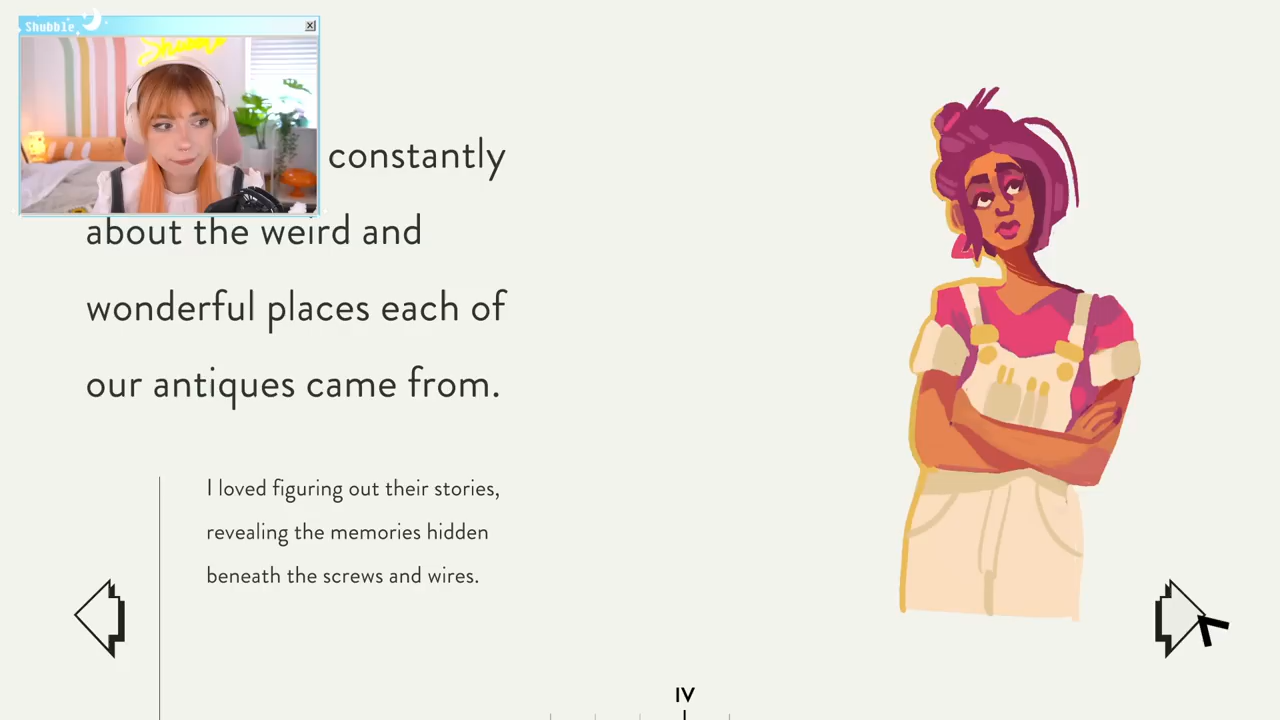 Shubble
Shubble
constantly
about the weird and
wonderful places each of
our antiques came from.
I loved figuring out their stories,
revealing the memories hidden
beneath the screws and wires.
IV